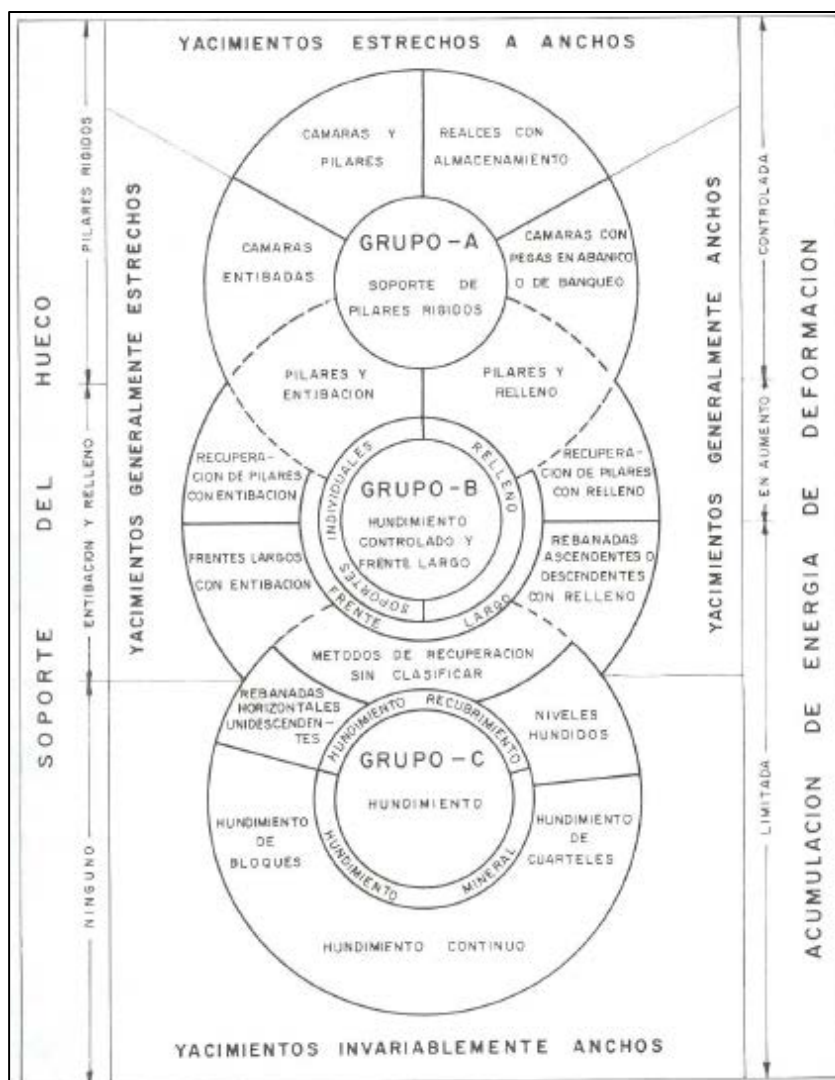 YACIMIENTOS ESTRECHOS A ANCHOS
CAMARAS Y
PILARES
REALCES CON
ALMACENAMIENTO
CAMARAS
ENTIBADAS
GRUPO-A
SOPORTE DE
PILARES RIGIDOS
CAMARAS CON
PEGAS EN ABANICO
O DE BANQUEO
PILARES Y
ENTIBACION
PILARES Y
RELLENO
RECUPERA-
CION DE PILARES
CON ENTIBACION
INDIVIDUALES
RELLENO
SOPORTES
GRUPO-B
HUNDIMIENTO
CONTROLADO Y
FRENTE LARGO
FRENTE LARGO
RECUPERA-
CION DE PILARES
CON RELLENO
FRENTES LARGOS
CON ENTIBACION
REBANADAS
ASCENDENTES O
DESCENDENTES
CON RELLENO
METODOS DE RECUPERACION
SIN CLASIFICAR
REBANADAS
HORIZONTALES
UNIDESCENDEN-
TES
HUNDIMIENTO RECUBRIMIENTO
NIVELES
HUNDIDOS
GRUPO-C
HUNDIMIENTO
HUNDIMIENTO MINERAL
HUNDIMIENTO
DE
BLOQUES
HUNDIMIENTO
DE
CUARTELES
HUNDIMIENTO CONTINUO
YACIMIENTOS INVARIABLEMENTE ANCHOS
SOPORTE DEL HUECO
PILARES RIGIDOS
ENTIBACION Y RELLENO
NINGUNO
YACIMIENTOS GENERALMENTE ESTRECHOS
YACIMIENTOS GENERALMENTE ANCHOS
CONTROLADA
EN AUMENTO
LIMITADA
ACUMULACION DE ENERGIA DE DEFORMACION